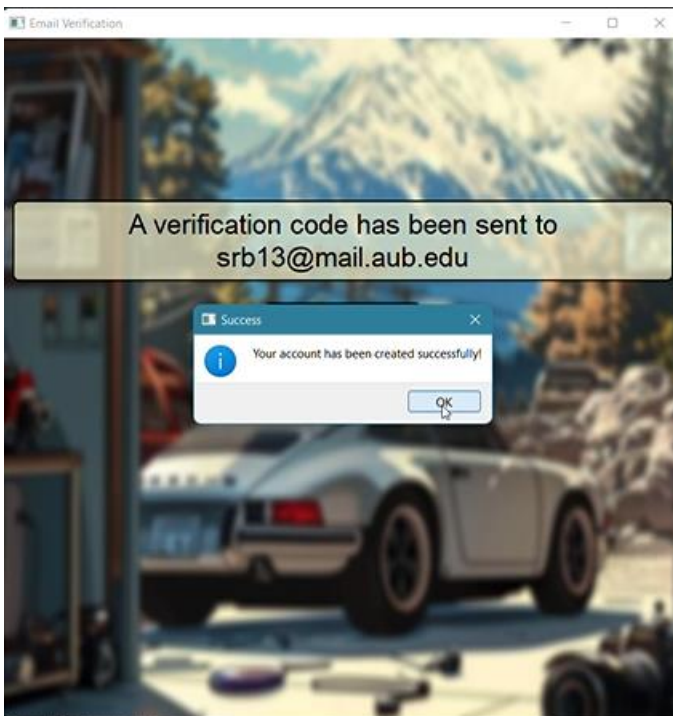 Email Verification
A verification code has been sent to
srb13@mail.aub.edu
Success
Your account has been created successfully!
OK